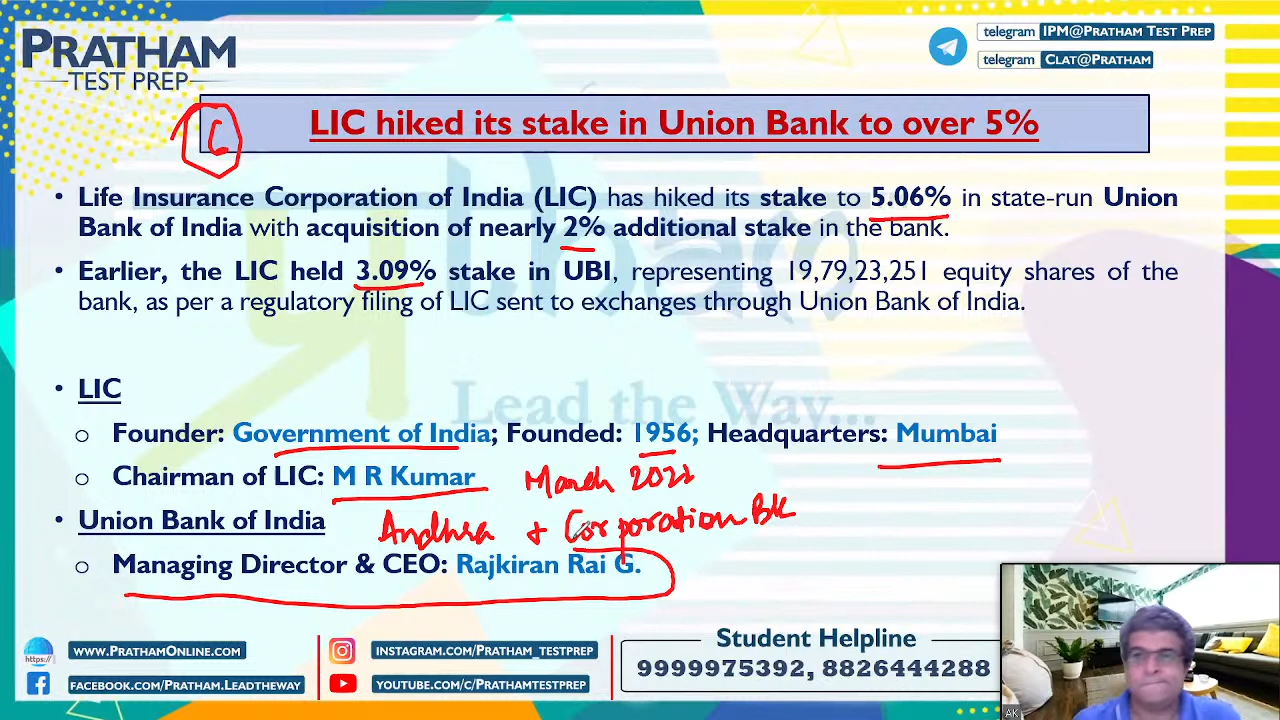 PRATHAM
TEST PREP
telegram IPM@PRATHAM TEST PREP
telegram CLAT@PRATHAM
6
LIC hiked its stake in Union Bank to over 5%
• Life Insurance Corporation of India (LIC) has hiked its stake to 5.06% in state-run Union
Bank of India with acquisition of nearly 2% additional stake in the bank.
• Earlier, the LIC held 3.09% stake in UBI, representing 19,79,23,251 equity shares of the
bank, as per a regulatory filing of LIC sent to exchanges through Union Bank of India.
Lead the Way...
• LIC
o Founder: Government of India; Founded: 1956; Headquarters: Mumbai
o Chairman of LIC: M R Kumar March 2022
• Union Bank of India Andhra + Corporation Bk
o Managing Director & CEO: Rajkiran Rai G.
https://
WWW.PRATHAMONLINE.COM
FACEBOOK.COM/PRATHAM.LEADTHEWAY
INSTAGRAM.COM/PRATHAM_TESTPREP
YOUTUBE.COM/C/PRATHAMTESTPREP
Student Helpline
9999975392, 8826444288
AK